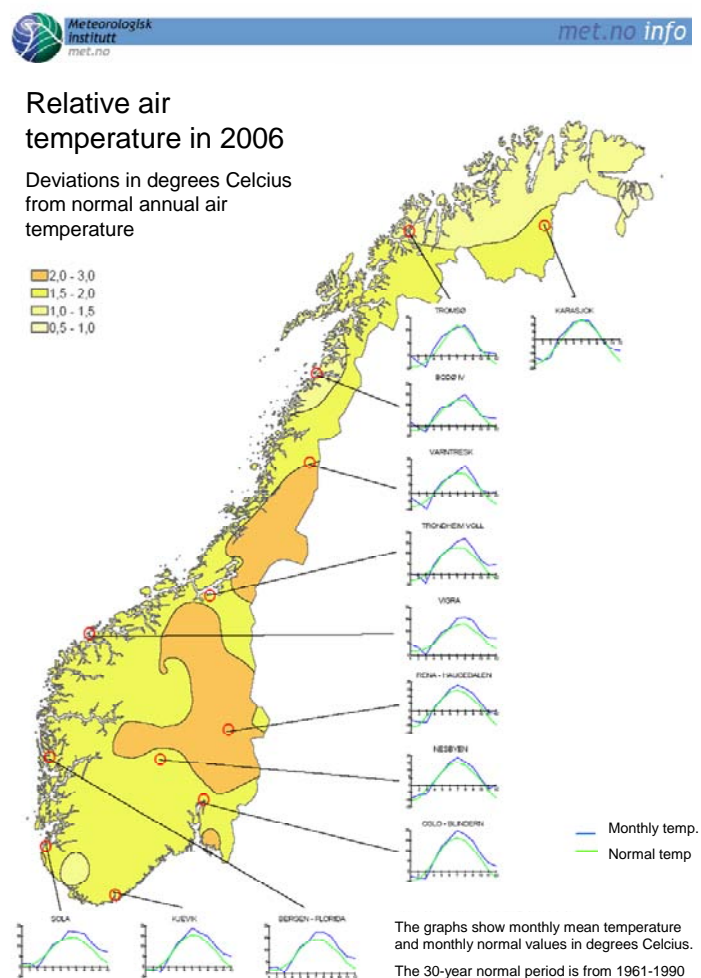 Meteorologisk
institutt
met.no
met.no info
Relative air
temperature in 2006
Deviations in degrees Celcius
from normal annual air
temperature
2,0 - 3,0
1,5 - 2,0
1,0 - 1,5
0,5 - 1,0
TROMSØ
KARASJOK
BODØ IV
VARNTRESK
TRONDHEIM VOLL
VIGRA
RENA - HAUGEDALEN
NESBYEN
OSLO - BLINDERN
Monthly temp.
Normal temp
SOLA
KJEVIK
BERGEN - FLORIDA
The graphs show monthly mean temperature
and monthly normal values in degrees Celcius.
The 30-year normal period is from 1961-1990